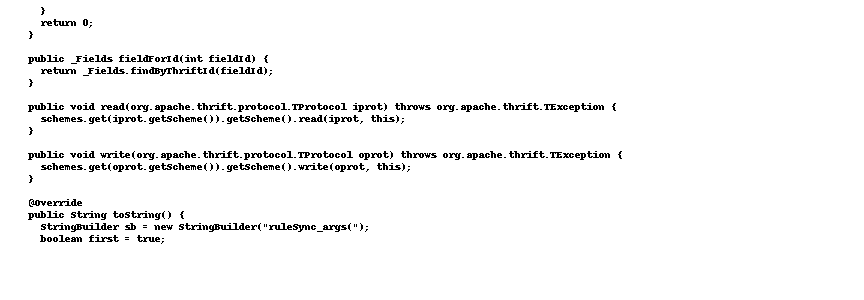 }
return 0;
}
public _Fields fieldForId(int fieldId) {
return _Fields.findByThriftId(fieldId);
}
public void read(org.apache.thrift.protocol.TProtocol iprot) throws org.apache.thrift.TException {
schemes.get(iprot.getScheme()).getScheme().read(iprot, this);
}
public void write(org.apache.thrift.protocol.TProtocol oprot) throws org.apache.thrift.TException {
schemes.get(oprot.getScheme()).getScheme().write(oprot, this);
}
@Override
public String toString() {
StringBuilder sb = new StringBuilder("ruleSync_args(");
boolean first = true;